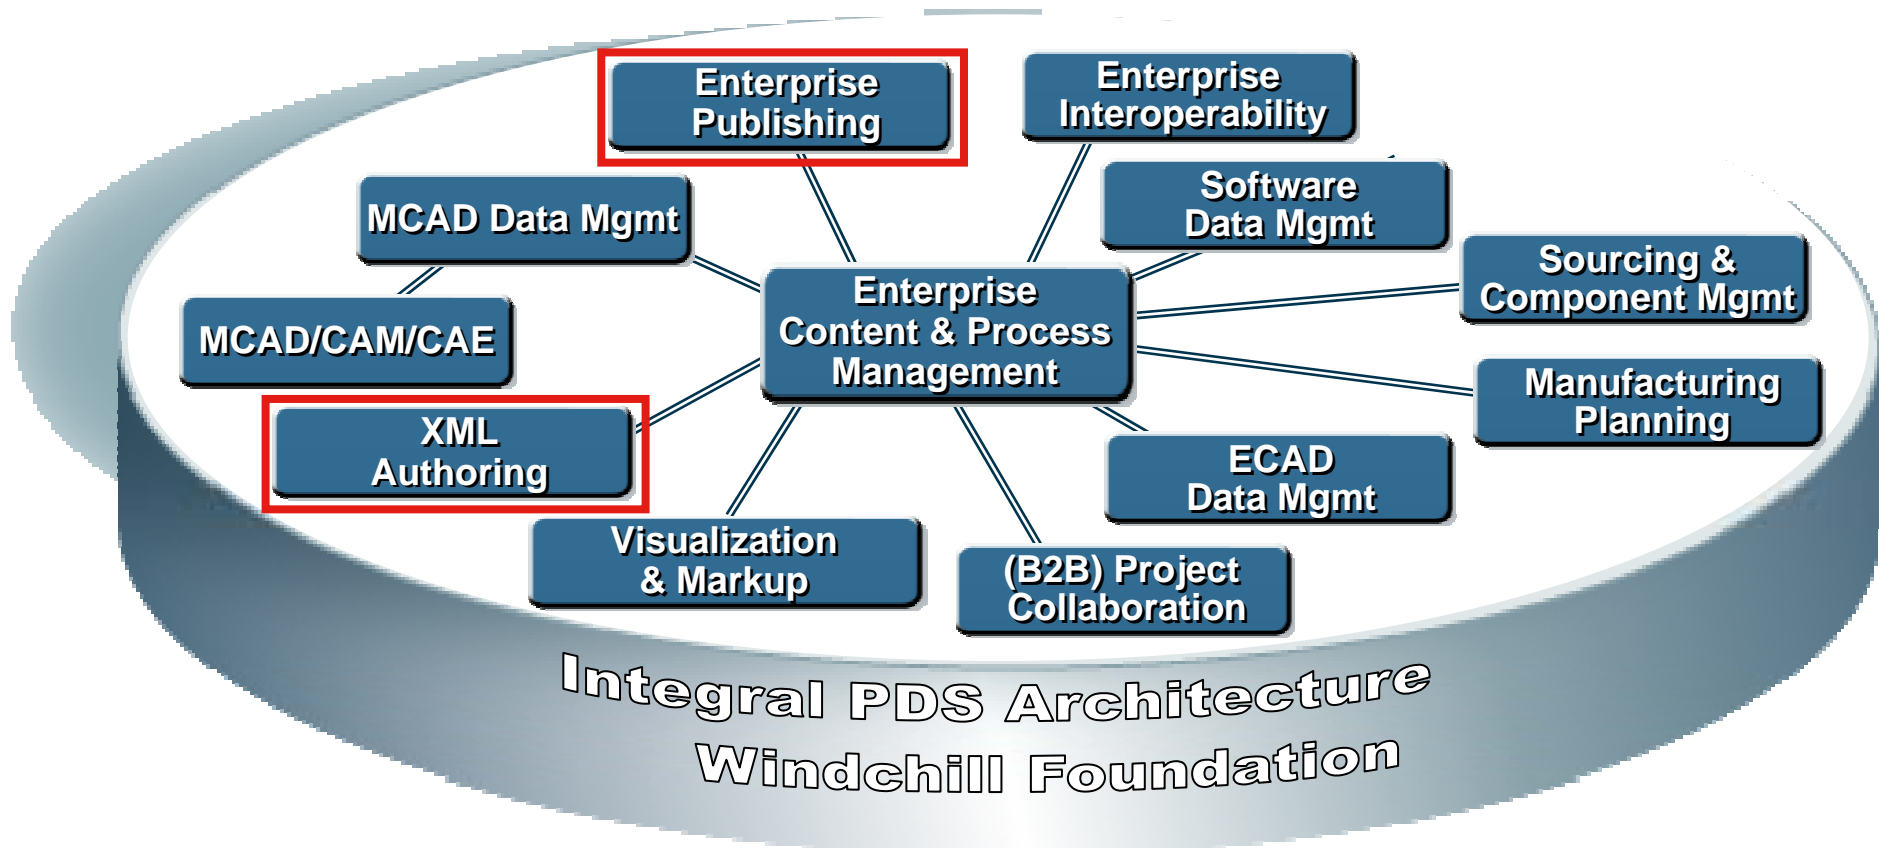 Enterprise
Publishing
Enterprise
Interoperability
MCAD Data Mgmt
Software
Data Mgmt
Sourcing &
Component Mgmt
Enterprise
Content & Process
Management
MCAD/CAM/CAE
Manufacturing
Planning
XML
Authoring
ECAD
Data Mgmt
Visualization
& Markup
(B2B) Project
Collaboration
Integral PDS Architecture
Windchill Foundation